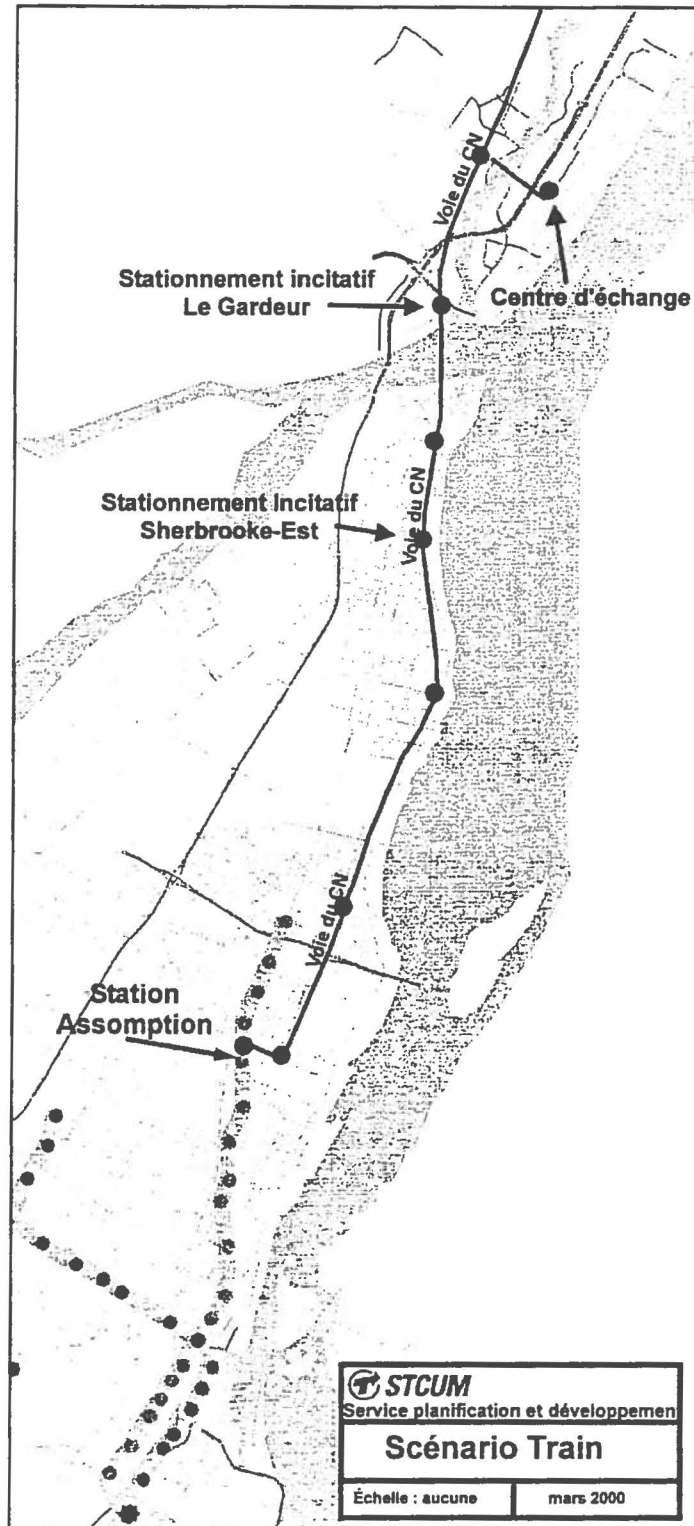 Voie du CN
Stationnement incitatif
Le Gardeur
Centre d'échange
Stationnement Incitatif
Sherbrooke-Est
Voie du CN
Voie du CN
Station
Assomption
STCUM
Service planification et développement
Scénario Train
Échelle : aucune
mars 2000